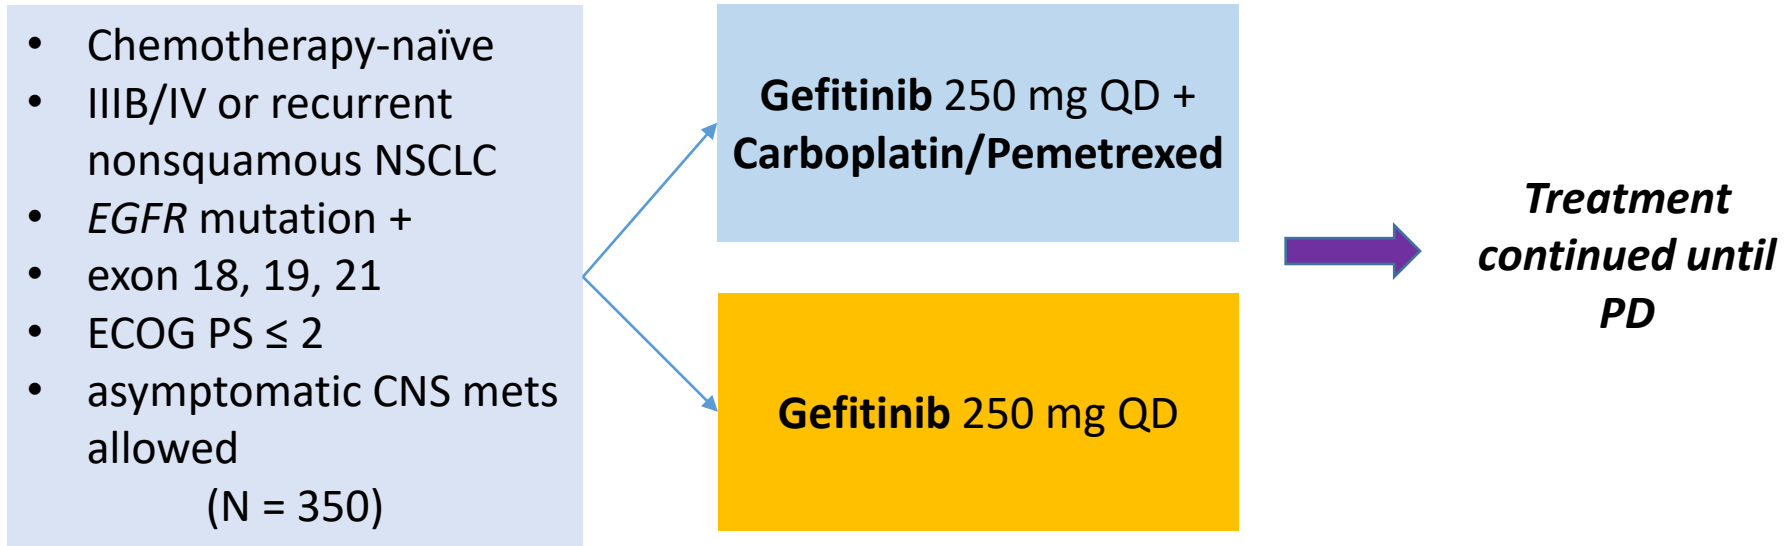 • Chemotherapy-naïve
• IIIB/IV or recurrent
nonsquamous NSCLC
• EGFR mutation +
• exon 18, 19, 21
• ECOG PS ≤ 2
• asymptomatic CNS mets
allowed
(N = 350)
Gefitinib 250 mg QD +
Carboplatin/Pemetrexed
Gefitinib 250 mg QD
Treatment
continued until
PD